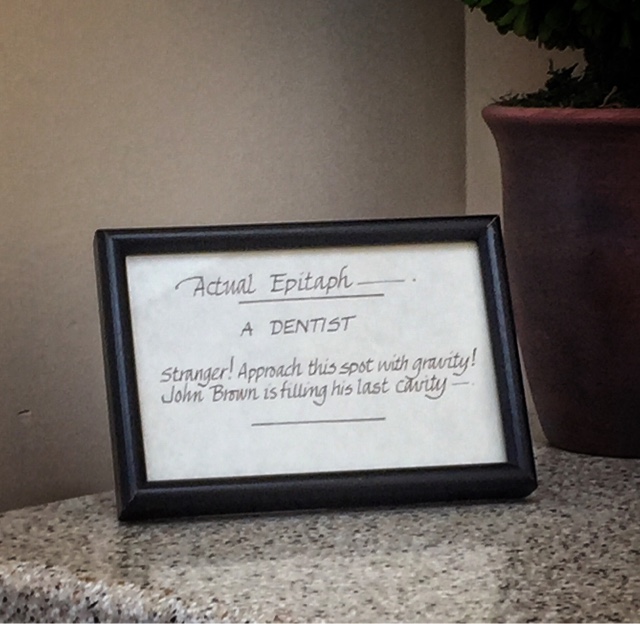 Actual Epitaph —.
A DENTIST
Stranger! Approach this spot with gravity!
John Brown is filling his last cavity —.